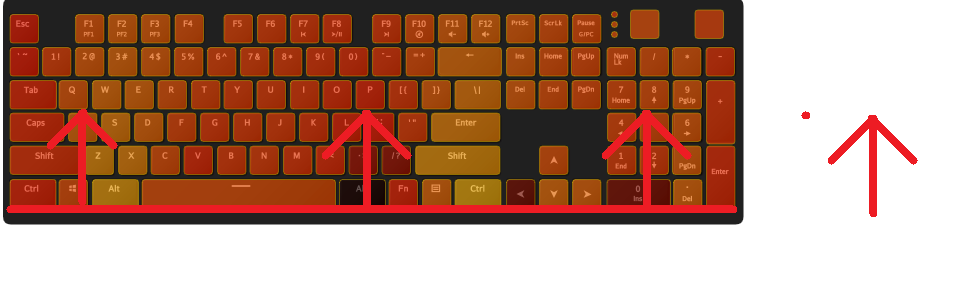 Esc F1 F2 F3 F4 F5 F6 F7 F8 F9 F10 F11 F12 PrtSc ScrLk Pause
PF1 PF2 PF3 G/PC
` ~ 1! 2@ 3# 4$ 5% 6^ 7& 8* 9( 0) - = + Ins Home PgUp Num Lk / * -
Tab Q W E R T Y U I O P [{ ]} \| Del End PgDn 7 Home 8 9 PgUp +
Caps S D F G H J K Enter 4 6
Shift Z X C V B N M /? Shift 1 End 2 PgDn Enter
Ctrl Alt Fn Ctrl 0 Ins . Del